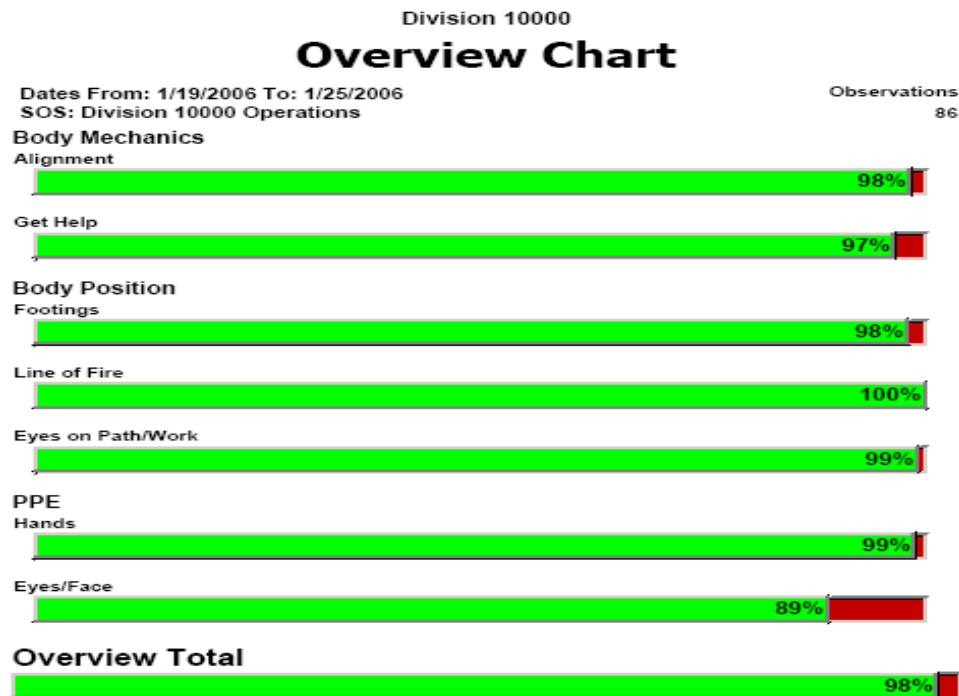 Division 10000
Overview Chart
Dates From: 1/19/2006 To: 1/25/2006
Observations
SOS: Division 10000 Operations
86
Body Mechanics
Alignment
98%
Get Help
97%
Body Position
Footings
98%
Line of Fire
100%
Eyes on Path/Work
99%
PPE
Hands
99%
Eyes/Face
89%
Overview Total
98%